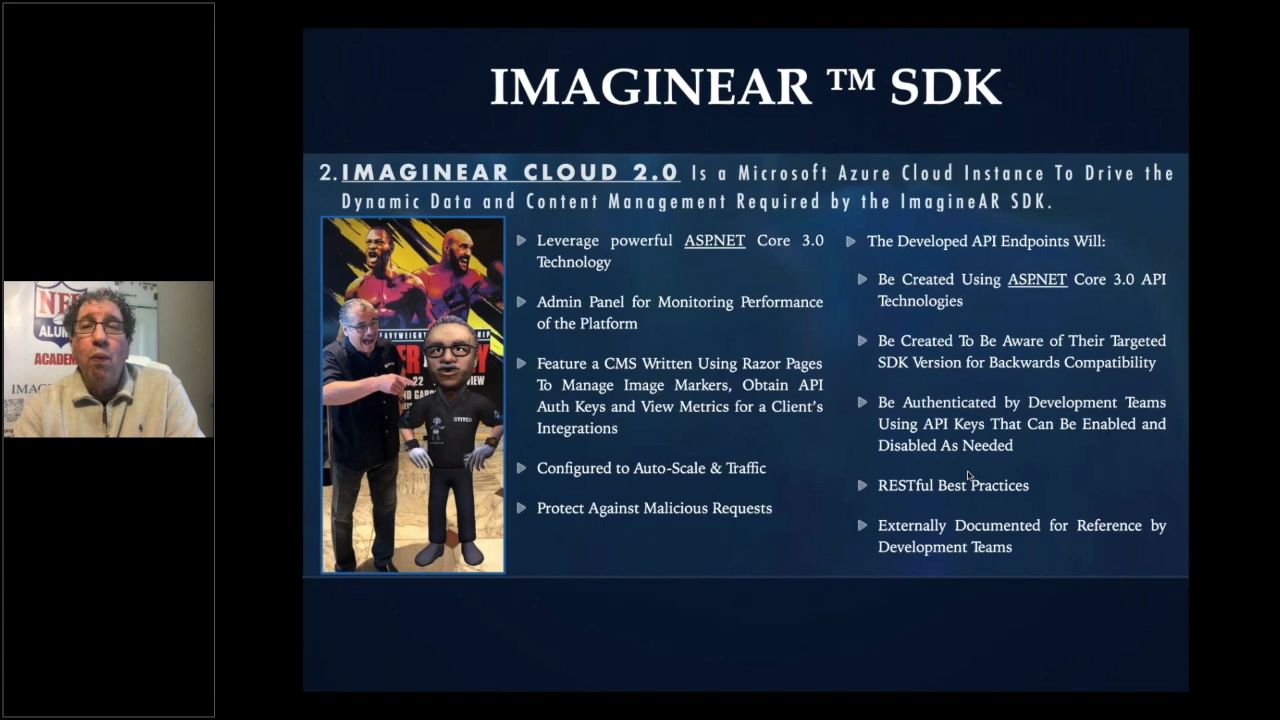 IMAGINEAR ™ SDK
2. IMAGINEAR CLOUD 2.0 Is a Microsoft Azure Cloud Instance To Drive the
Dynamic Data and Content Management Required by the ImagineAR SDK.
Leverage powerful ASP.NET Core 3.0
Technology
Admin Panel for Monitoring Performance
of the Platform
Feature a CMS Written Using Razor Pages
To Manage Image Markers, Obtain API
Auth Keys and View Metrics for a Client's
Integrations
Configured to Auto-Scale & Traffic
Protect Against Malicious Requests
The Developed API Endpoints Will:
Be Created Using ASP.NET Core 3.0 API
Technologies
Be Created To Be Aware of Their Targeted
SDK Version for Backwards Compatibility
Be Authenticated by Development Teams
Using API Keys That Can Be Enabled and
Disabled As Needed
RESTful Best Practices
Externally Documented for Reference by
Development Teams
STITCH